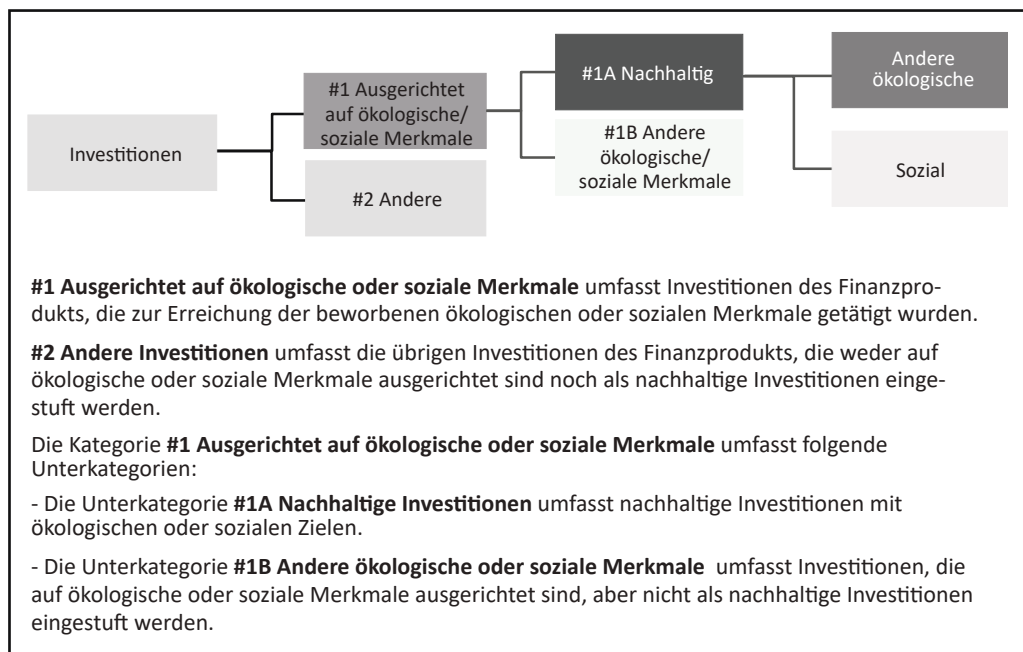 Investitionen
#1 Ausgerichtet
auf ökologische/
soziale Merkmale
#2 Andere
#1A Nachhaltig
#1B Andere
ökologische/
soziale Merkmale
Andere
ökologische
Sozial
#1 Ausgerichtet auf ökologische oder soziale Merkmale umfasst Investitionen des Finanzpro-
dukts, die zur Erreichung der beworbenen ökologischen oder sozialen Merkmale getätigt wurden.
#2 Andere Investitionen umfasst die übrigen Investitionen des Finanzprodukts, die weder auf
ökologische oder soziale Merkmale ausgerichtet sind noch als nachhaltige Investitionen einge-
stuft werden.
Die Kategorie #1 Ausgerichtet auf ökologische oder soziale Merkmale umfasst folgende
Unterkategorien:
- Die Unterkategorie #1A Nachhaltige Investitionen umfasst nachhaltige Investitionen mit
ökologischen oder sozialen Zielen.
- Die Unterkategorie #1B Andere ökologische oder soziale Merkmale umfasst Investitionen, die
auf ökologische oder soziale Merkmale ausgerichtet sind, aber nicht als nachhaltige Investitionen
eingestuft werden.